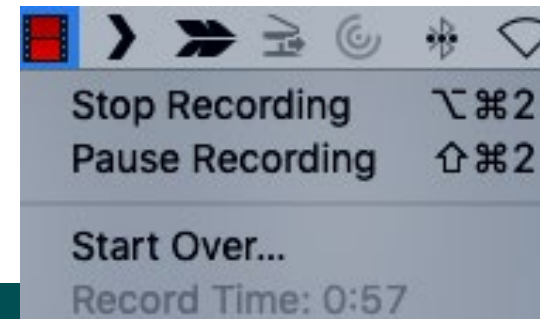 Stop Recording ⌥⌘2
Pause Recording ⇧⌘2
Start Over...
Record Time: 0:57